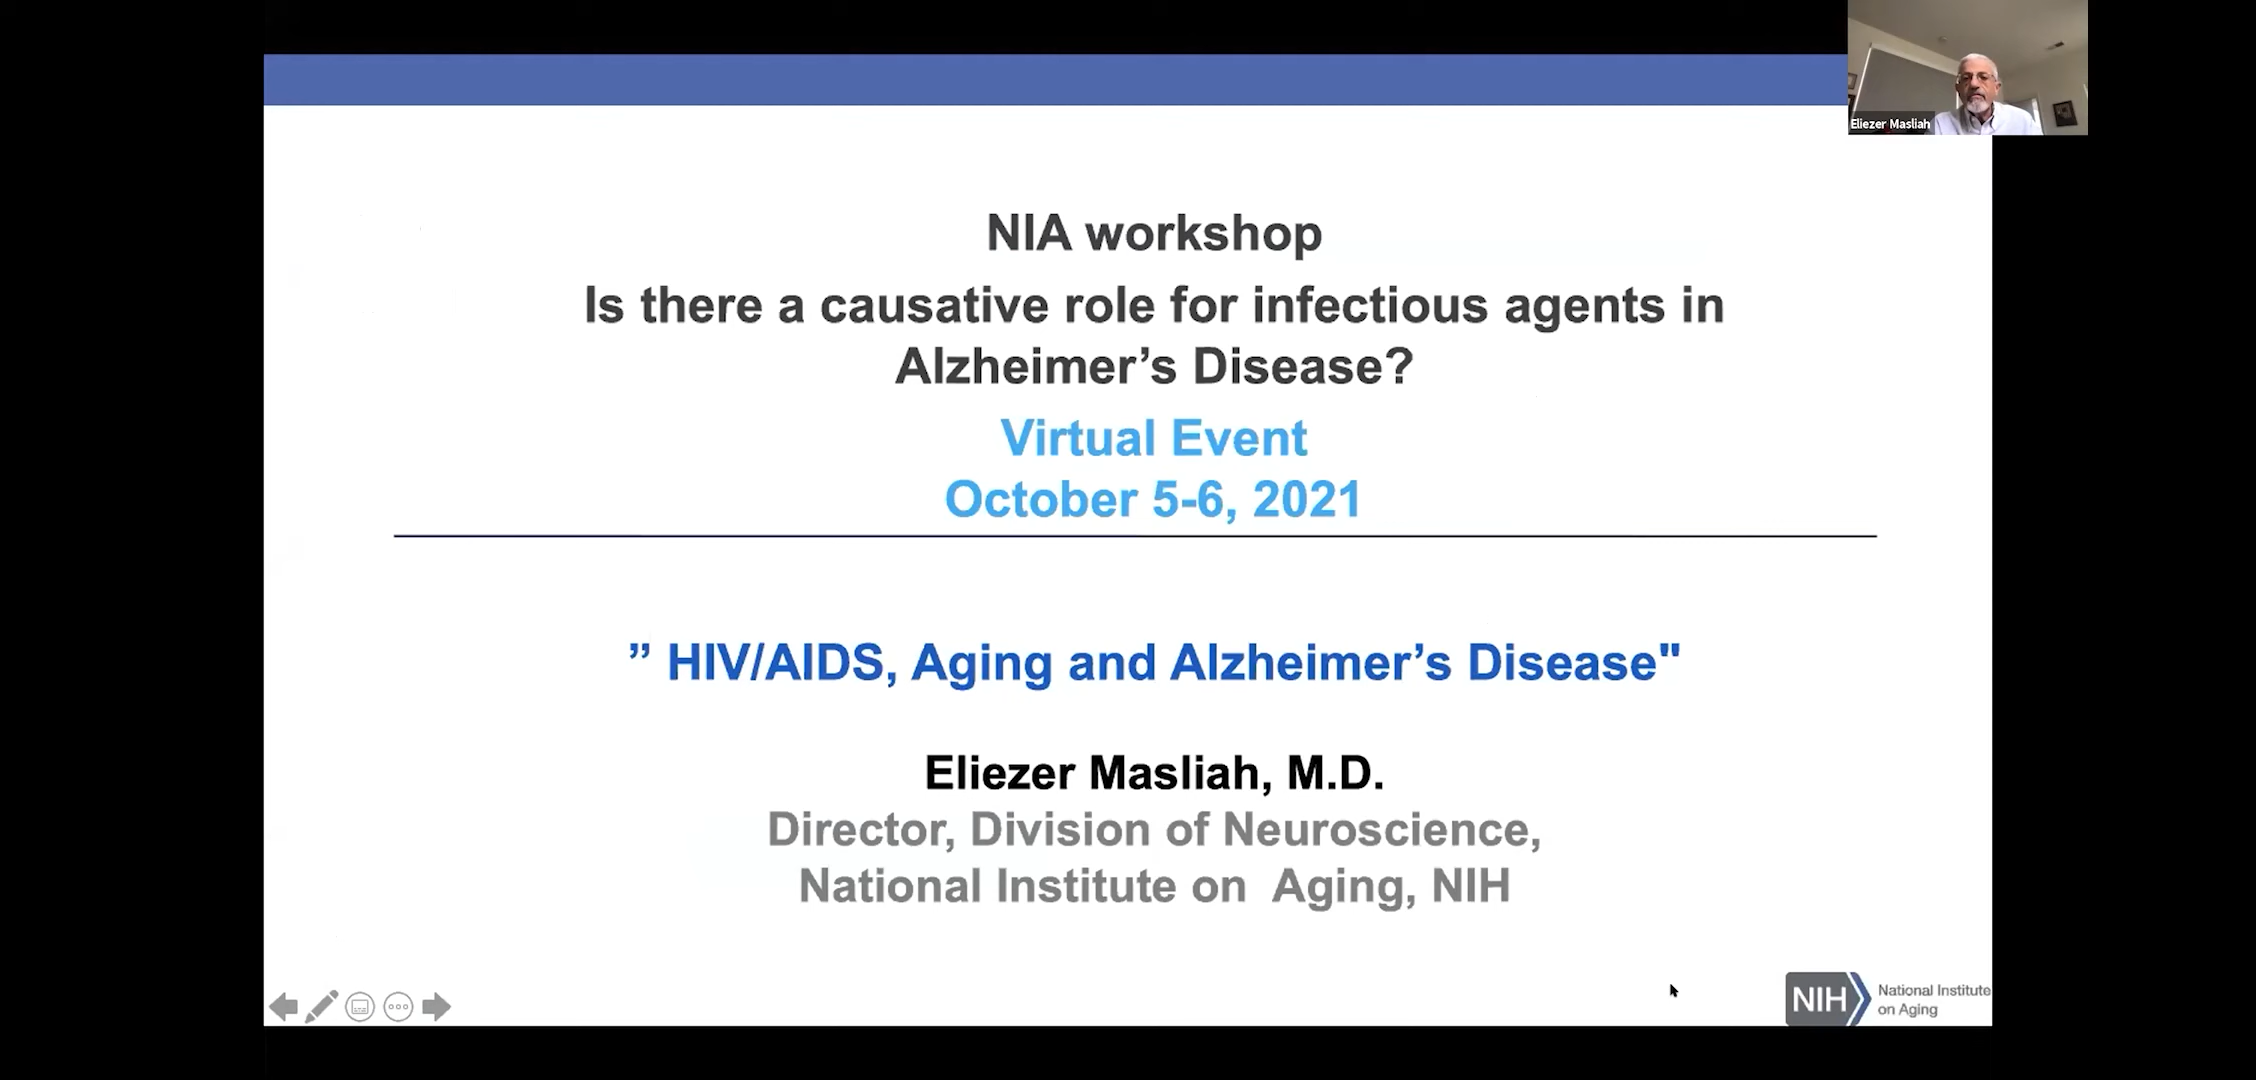 Eliezer Masliah
NIA workshop
Is there a causative role for infectious agents in
Alzheimer’s Disease?
Virtual Event
October 5-6, 2021
” HIV/AIDS, Aging and Alzheimer’s Disease"
Eliezer Masliah, M.D.
Director, Division of Neuroscience,
National Institute on  Aging, NIH
NIH
National Institute
on Aging